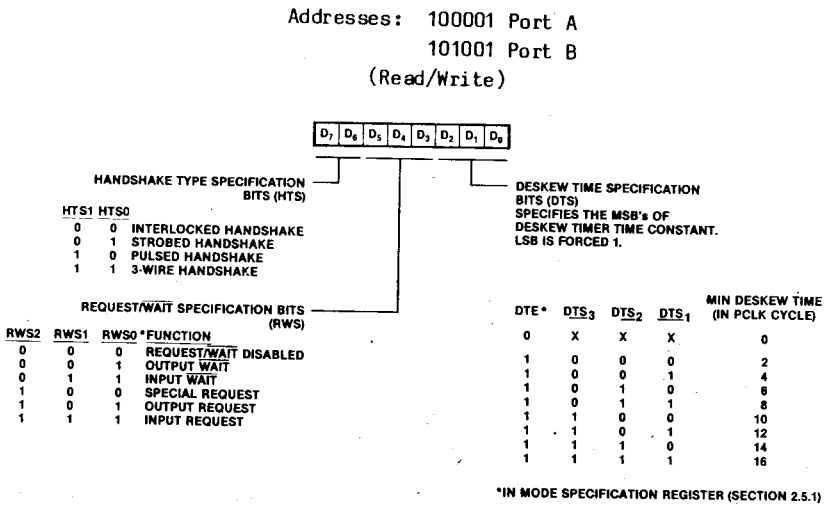 Addresses: 100001 Port A
101001 Port B
(Read/Write)
D7 D6 D5 D4 D3 D2 D1 D0
HANDSHAKE TYPE SPECIFICATION
BITS (HTS)
HTS1 HTS0
0 0 INTERLOCKED HANDSHAKE
0 1 STROBED HANDSHAKE
1 0 PULSED HANDSHAKE
1 1 3-WIRE HANDSHAKE
REQUEST/WAIT SPECIFICATION BITS
(RWS)
RWS2 RWS1 RWS0 *FUNCTION
0 0 0 REQUEST/WAIT DISABLED
0 0 1 OUTPUT WAIT
0 1 1 INPUT WAIT
1 0 0 SPECIAL REQUEST
1 0 1 OUTPUT REQUEST
1 1 1 INPUT REQUEST
DESKEW TIME SPECIFICATION
BITS (DTS)
SPECIFIES THE MSB's OF
DESKEW TIMER TIME CONSTANT.
LSB IS FORCED 1.
DTE* DTS3 DTS2 DTS1 MIN DESKEW TIME
(IN PCLK CYCLE)
0 X X X 0
1 0 0 0 2
1 0 0 1 4
1 0 1 0 6
1 0 1 1 8
1 1 0 0 10
1 1 0 1 12
1 1 1 0 14
1 1 1 1 16
*IN MODE SPECIFICATION REGISTER (SECTION 2.5.1)